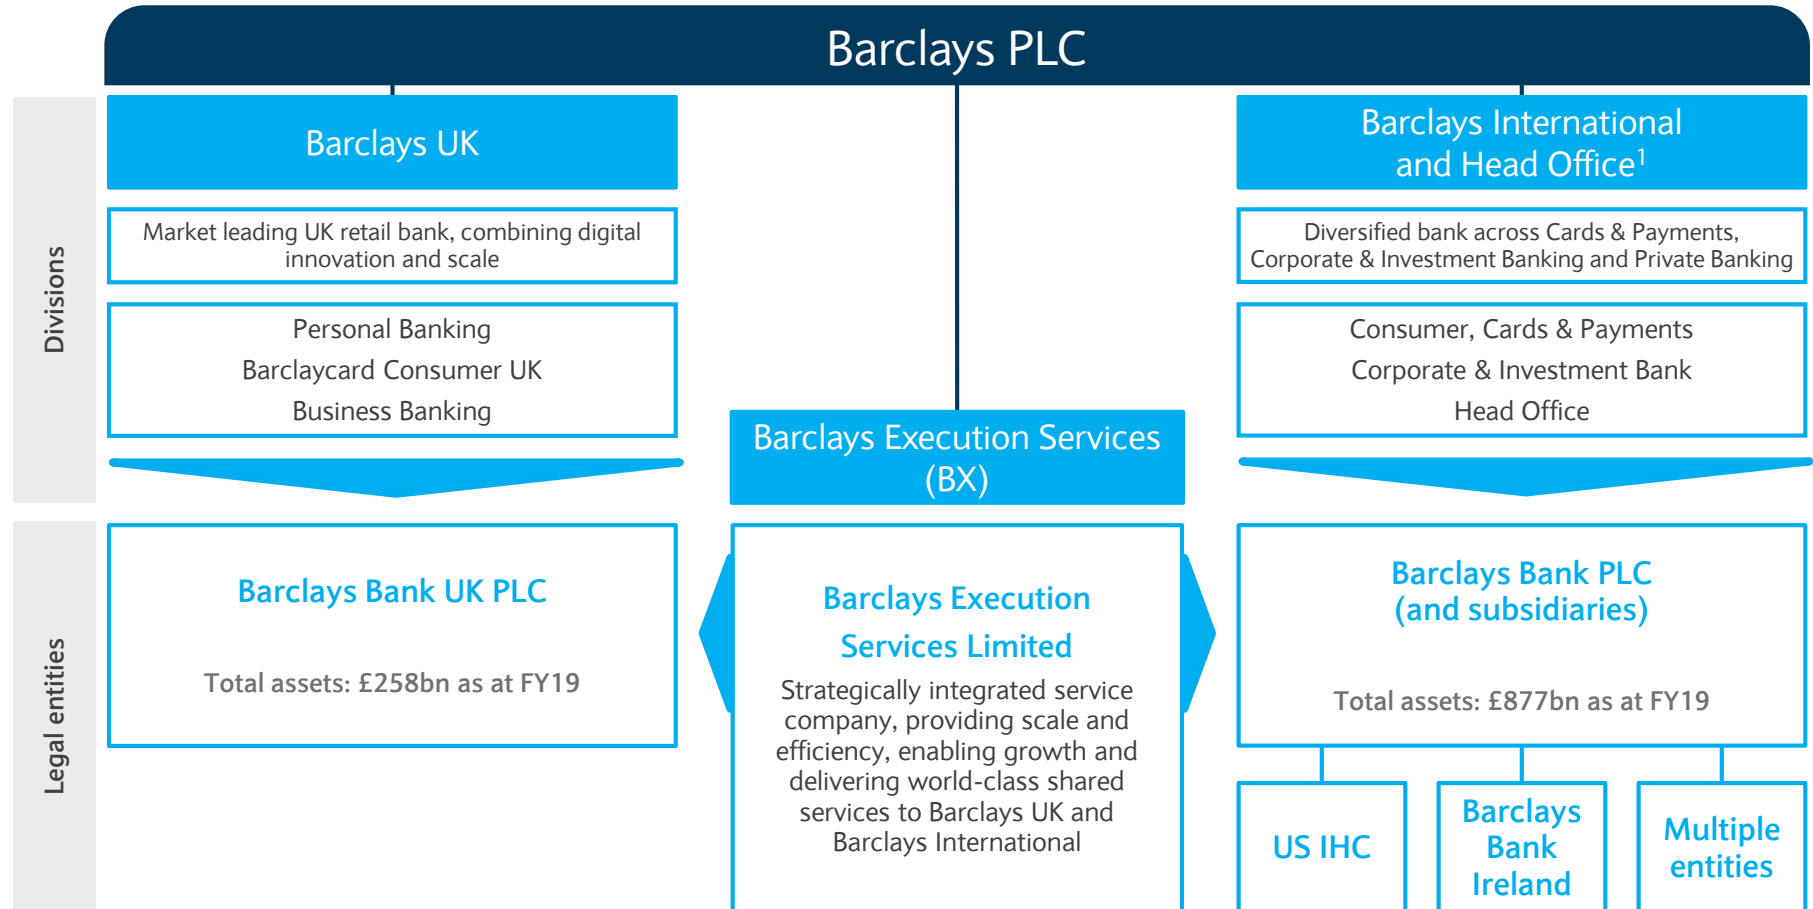 Barclays PLC
Divisions
Barclays UK
Market leading UK retail bank, combining digital
innovation and scale
Personal Banking
Barclaycard Consumer UK
Business Banking
Barclays Execution Services
(BX)
Barclays International
and Head Office1
Diversified bank across Cards & Payments,
Corporate & Investment Banking and Private Banking
Consumer, Cards & Payments
Corporate & Investment Bank
Head Office
Legal entities
Barclays Bank UK PLC
Total assets: £258bn as at FY19
Barclays Execution
Services Limited
Strategically integrated service
company, providing scale and
efficiency, enabling growth and
delivering world-class shared
services to Barclays UK and
Barclays International
Barclays Bank PLC
(and subsidiaries)
Total assets: £877bn as at FY19
US IHC
Barclays
Bank
Ireland
Multiple
entities